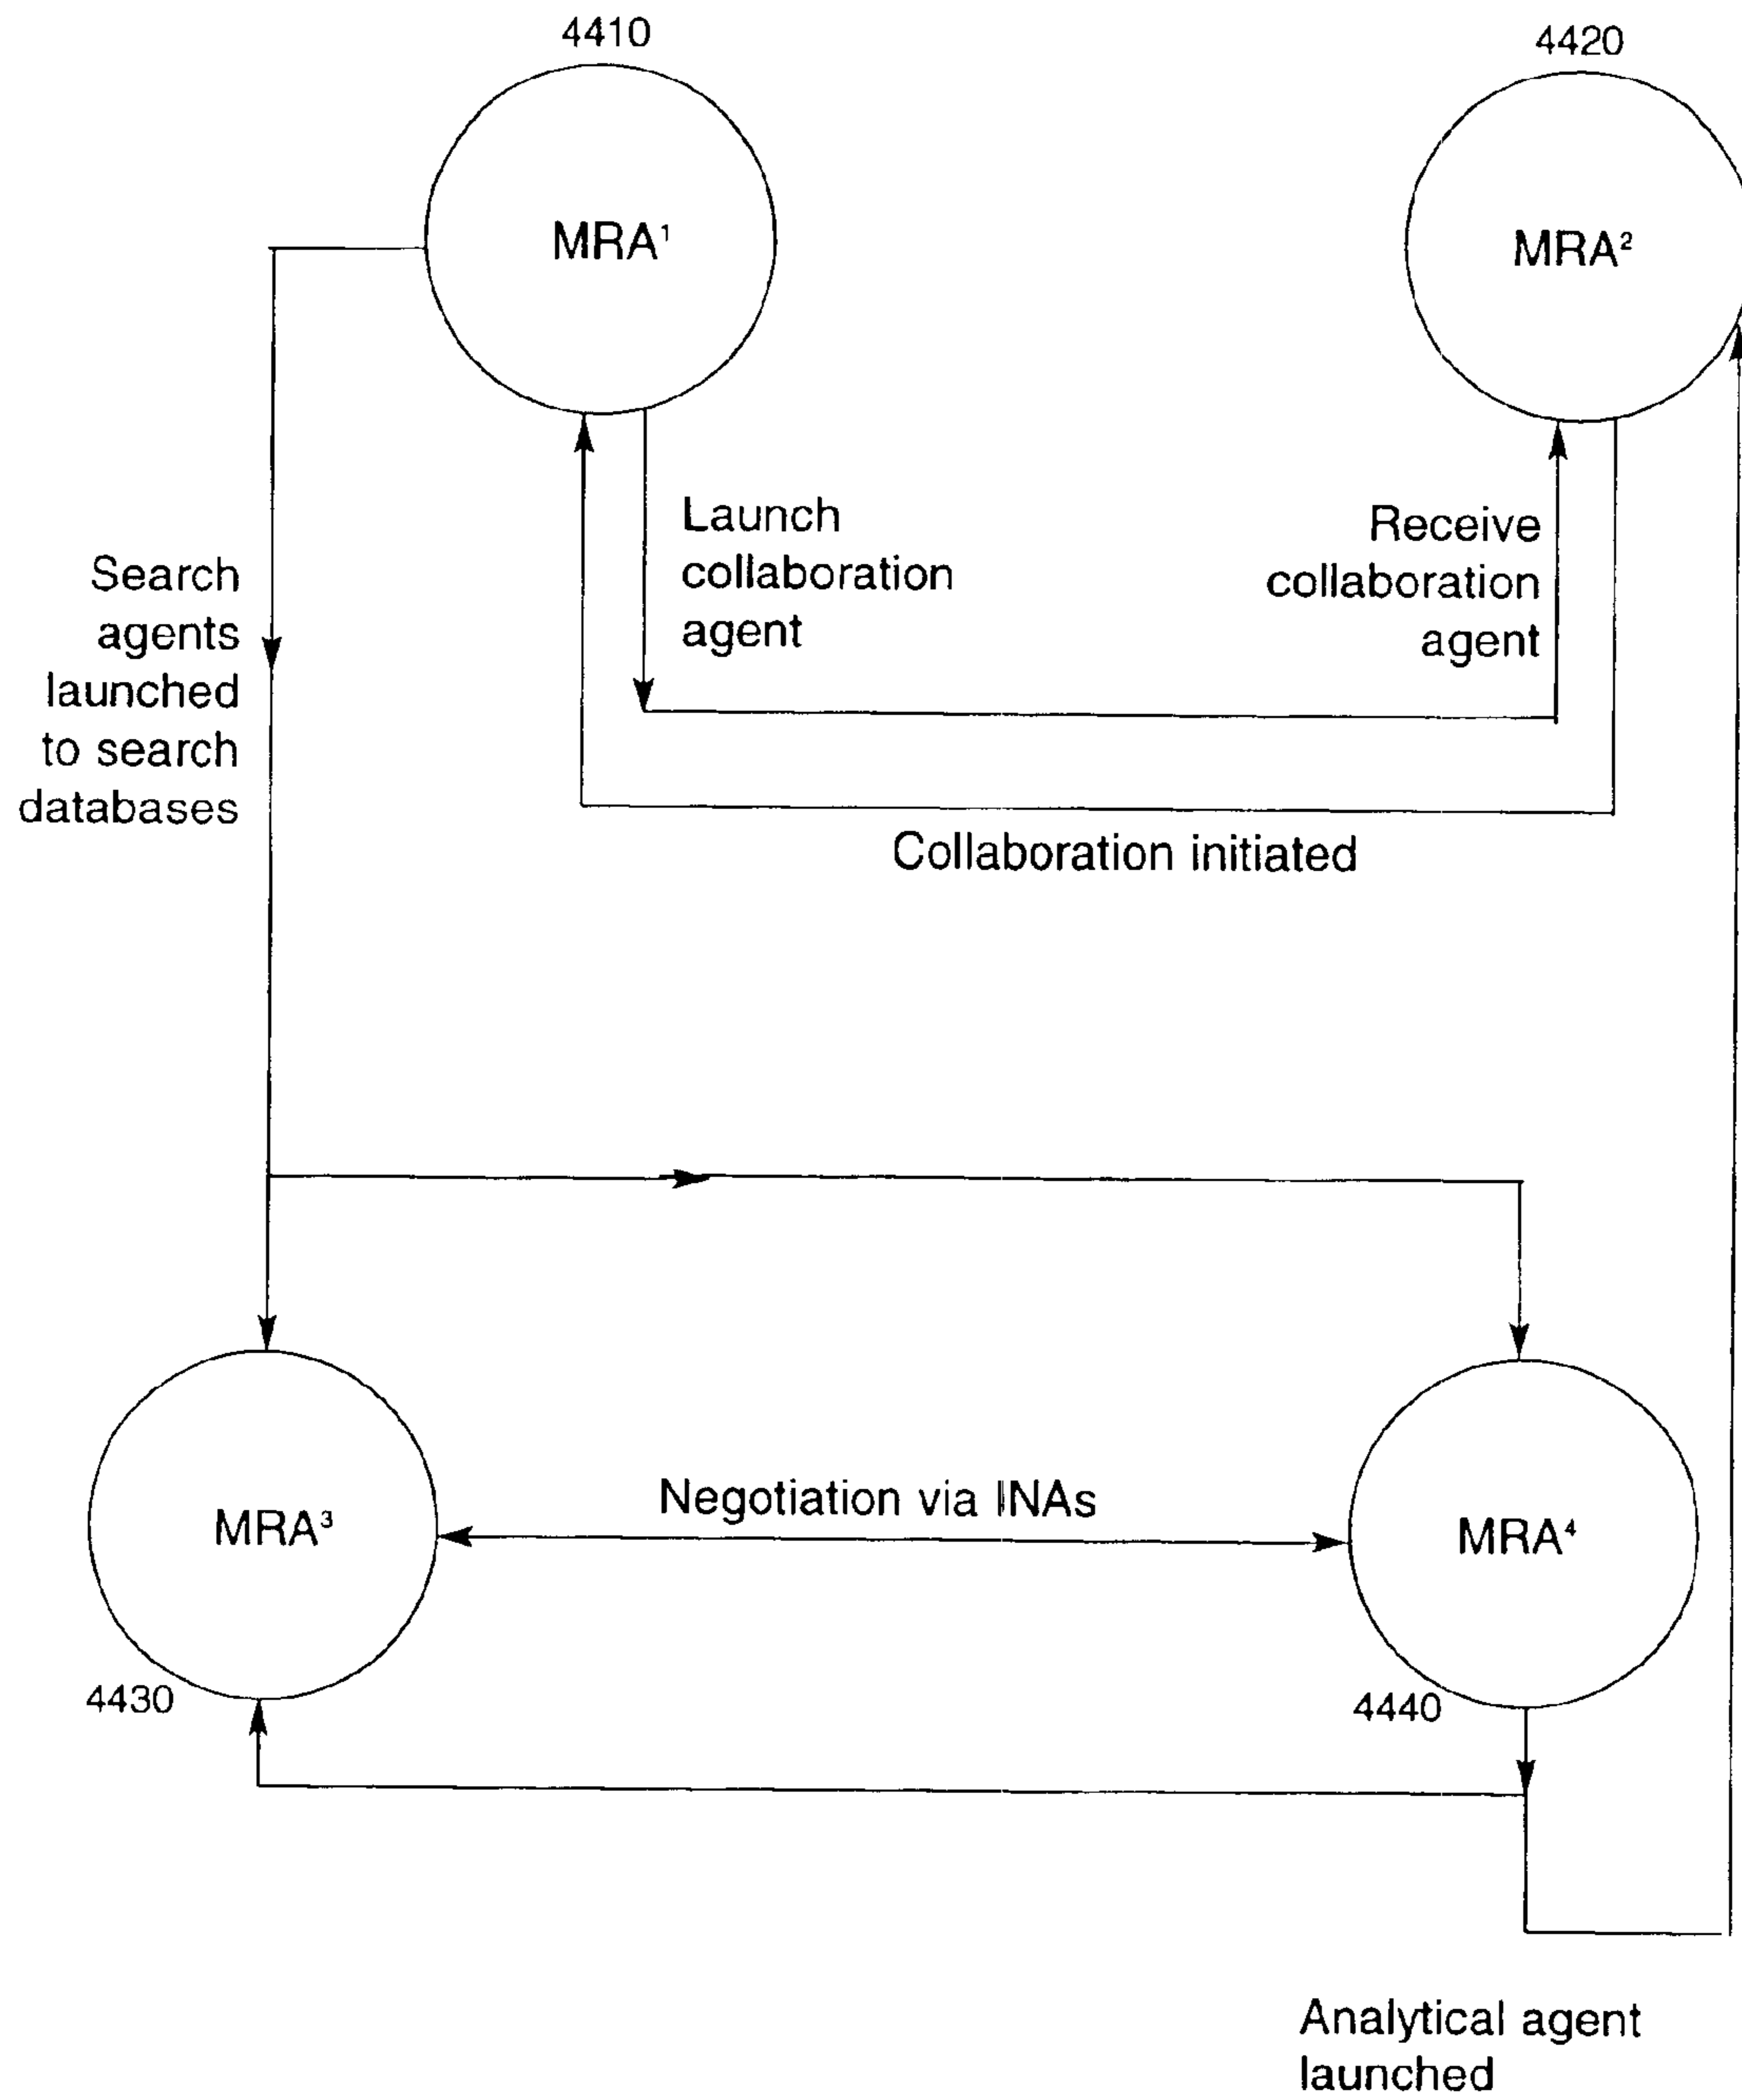 4410
4420
MRA¹
MRA²
Launch
collaboration
agent
Receive
collaboration
agent
Search
agents
launched
to search
databases
Collaboration initiated
Negotiation via INAs
MRA³
MRA⁴
4430
4440
Analytical agent
launched